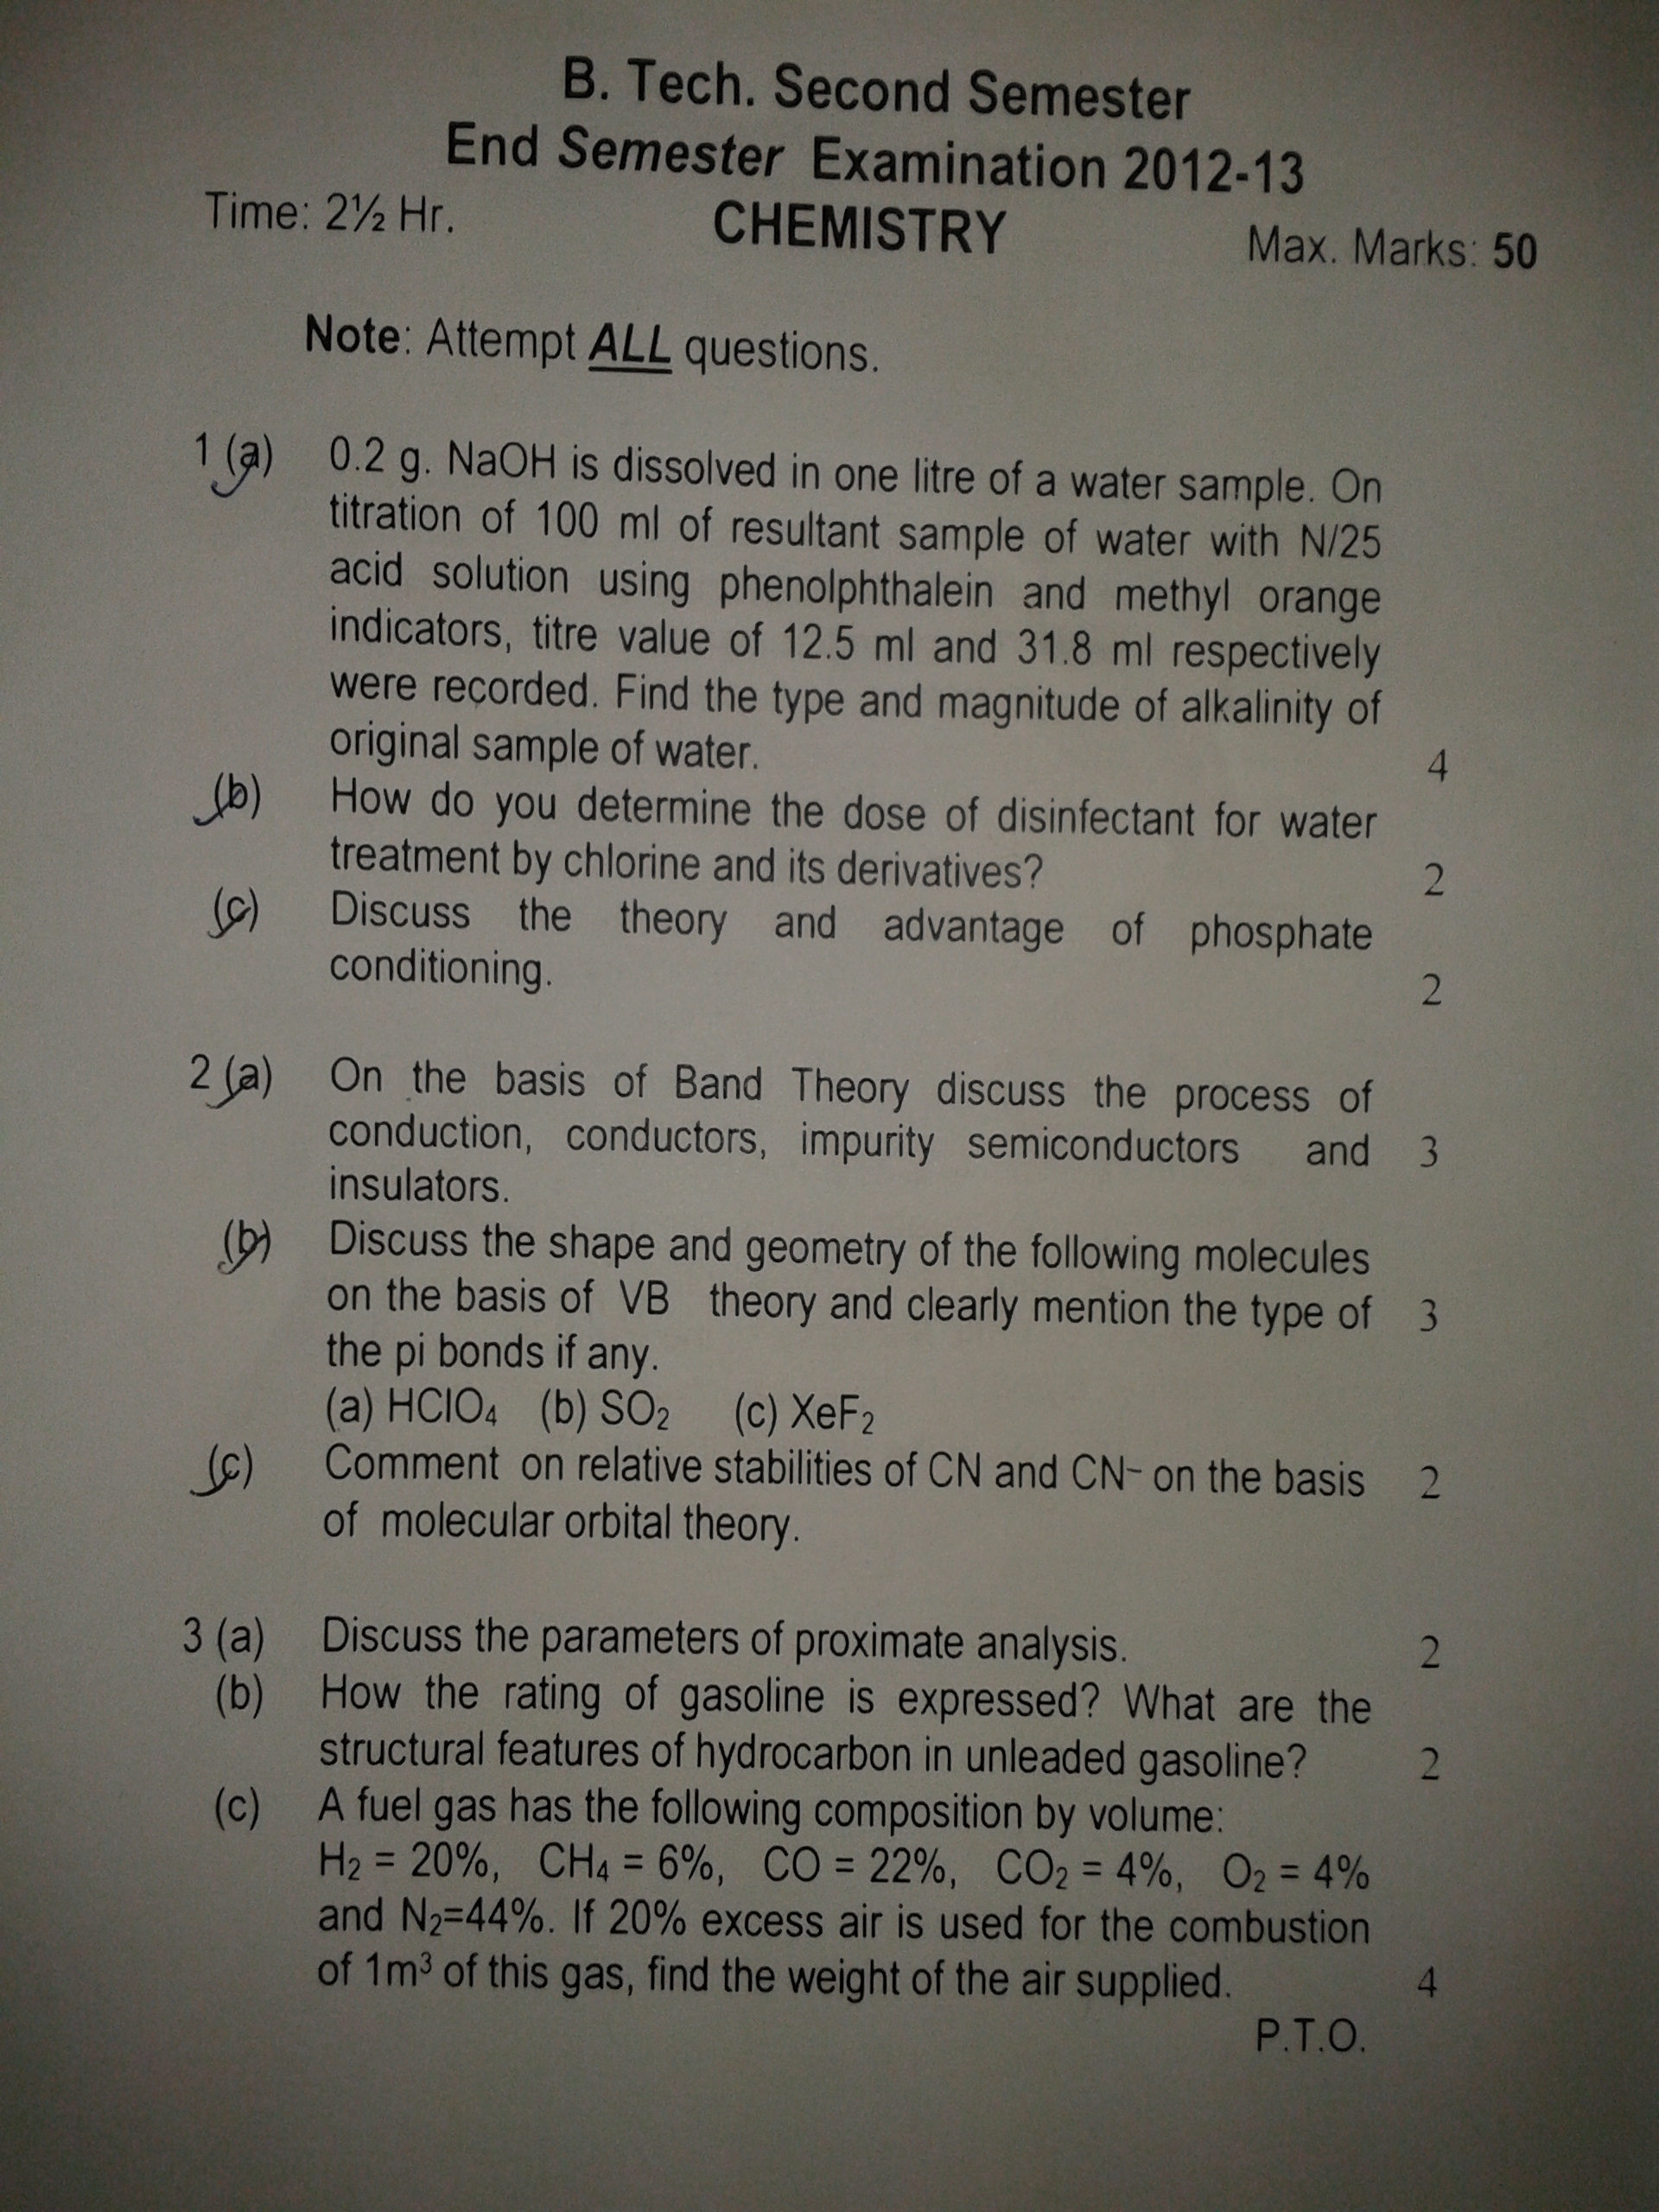 B. Tech. Second Semester
End Semester Examination 2012-13
Time: 2½ Hr. CHEMISTRY Max. Marks: 50
Note: Attempt ALL questions.
1 (a) 0.2 g. NaOH is dissolved in one litre of a water sample. On
titration of 100 ml of resultant sample of water with N/25
acid solution using phenolphthalein and methyl orange
indicators, titre value of 12.5 ml and 31.8 ml respectively
were recorded. Find the type and magnitude of alkalinity of
original sample of water. 4
(b) How do you determine the dose of disinfectant for water
treatment by chlorine and its derivatives? 2
(c) Discuss the theory and advantage of phosphate
conditioning. 2
2 (a) On the basis of Band Theory discuss the process of
conduction, conductors, impurity semiconductors and 3
insulators.
(b) Discuss the shape and geometry of the following molecules
on the basis of VB theory and clearly mention the type of 3
the pi bonds if any.
(a) HClO₄ (b) SO₂ (c) XeF₂
(c) Comment on relative stabilities of CN and CN⁻ on the basis 2
of molecular orbital theory.
3 (a) Discuss the parameters of proximate analysis. 2
(b) How the rating of gasoline is expressed? What are the
structural features of hydrocarbon in unleaded gasoline? 2
(c) A fuel gas has the following composition by volume:
H₂ = 20%, CH₄ = 6%, CO = 22%, CO₂ = 4%, O₂ = 4%
and N₂=44%. If 20% excess air is used for the combustion
of 1m³ of this gas, find the weight of the air supplied. 4
P.T.O.